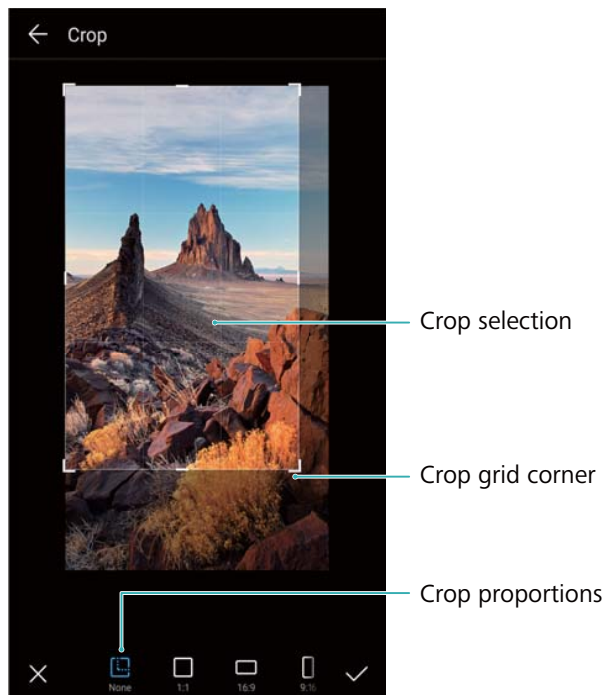 Crop
Crop selection
Crop grid corner
Crop proportions
None
1:1
16:9
9:16